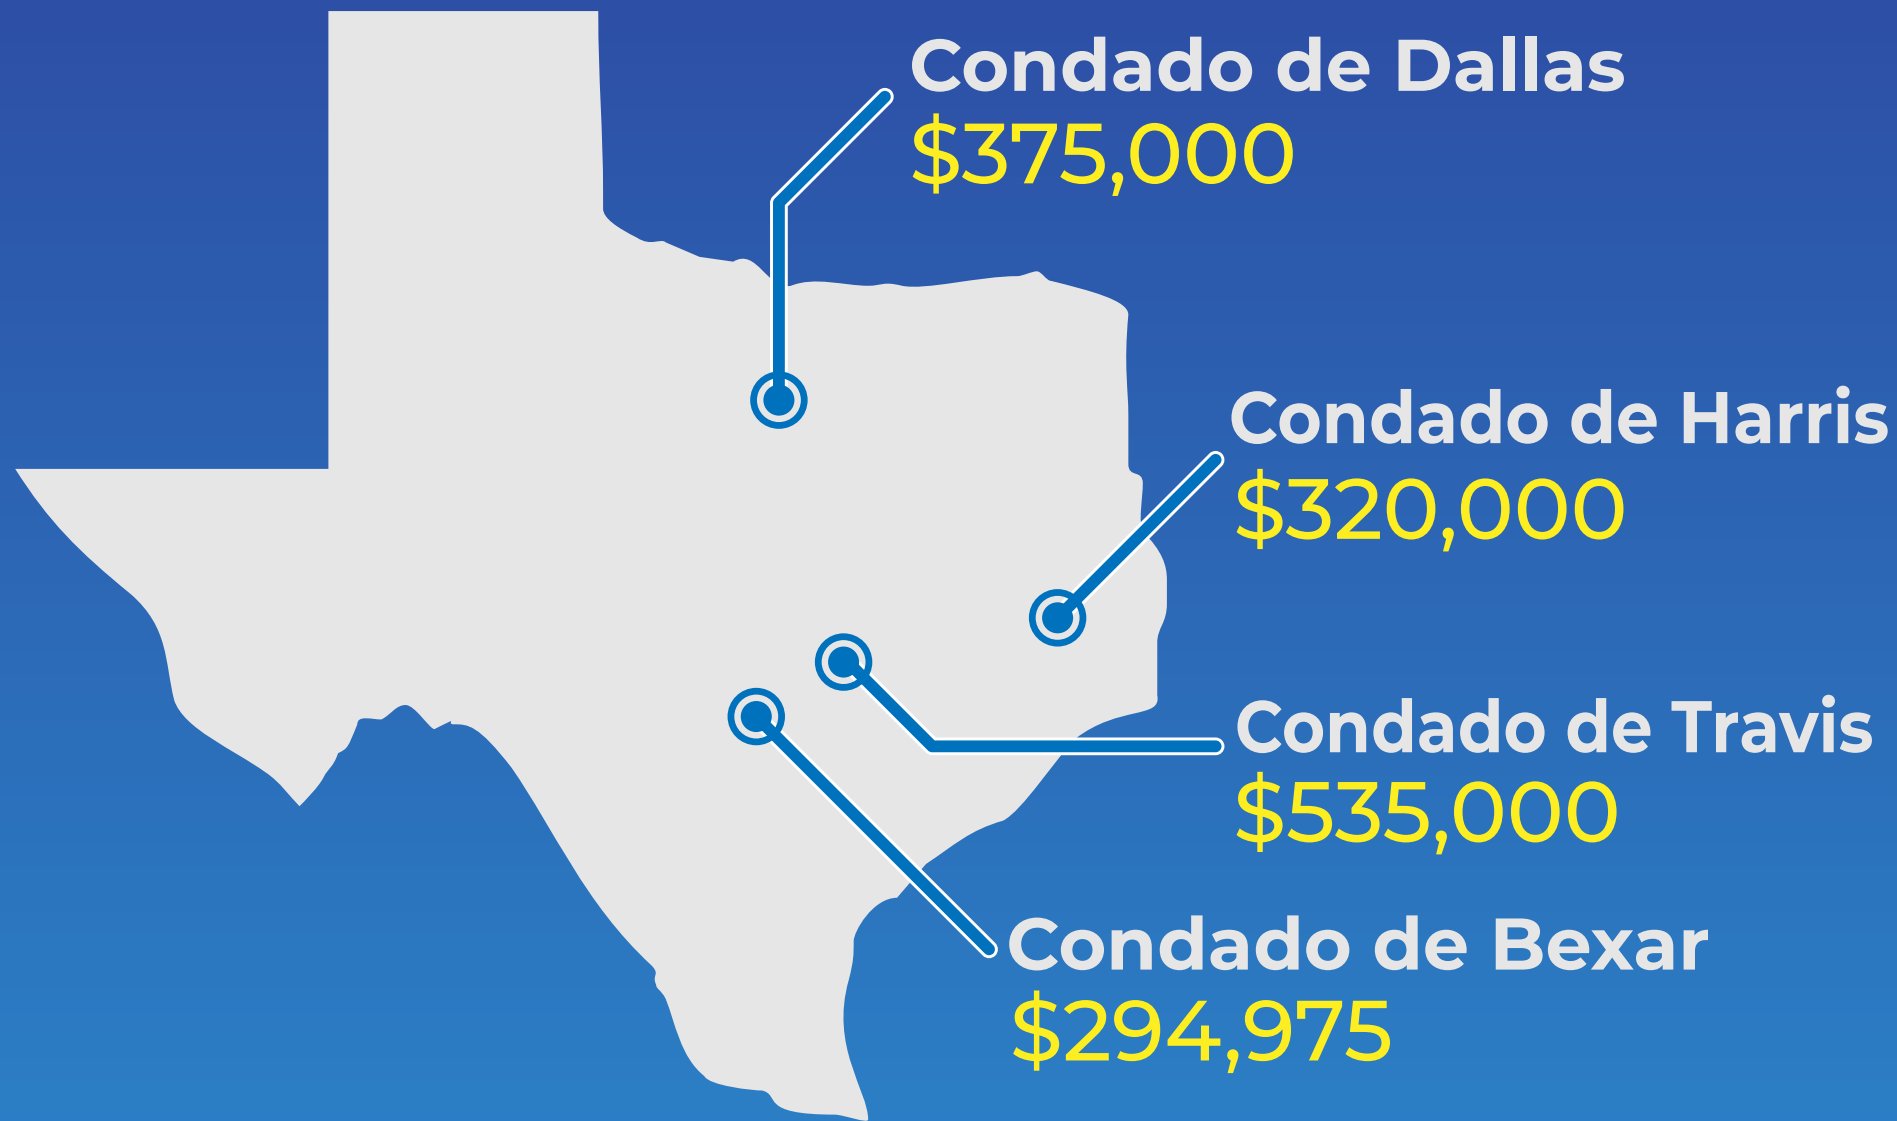 Condado de Dallas
$375,000
Condado de Harris
$320,000
Condado de Travis
$535,000
Condado de Bexar
$294,975